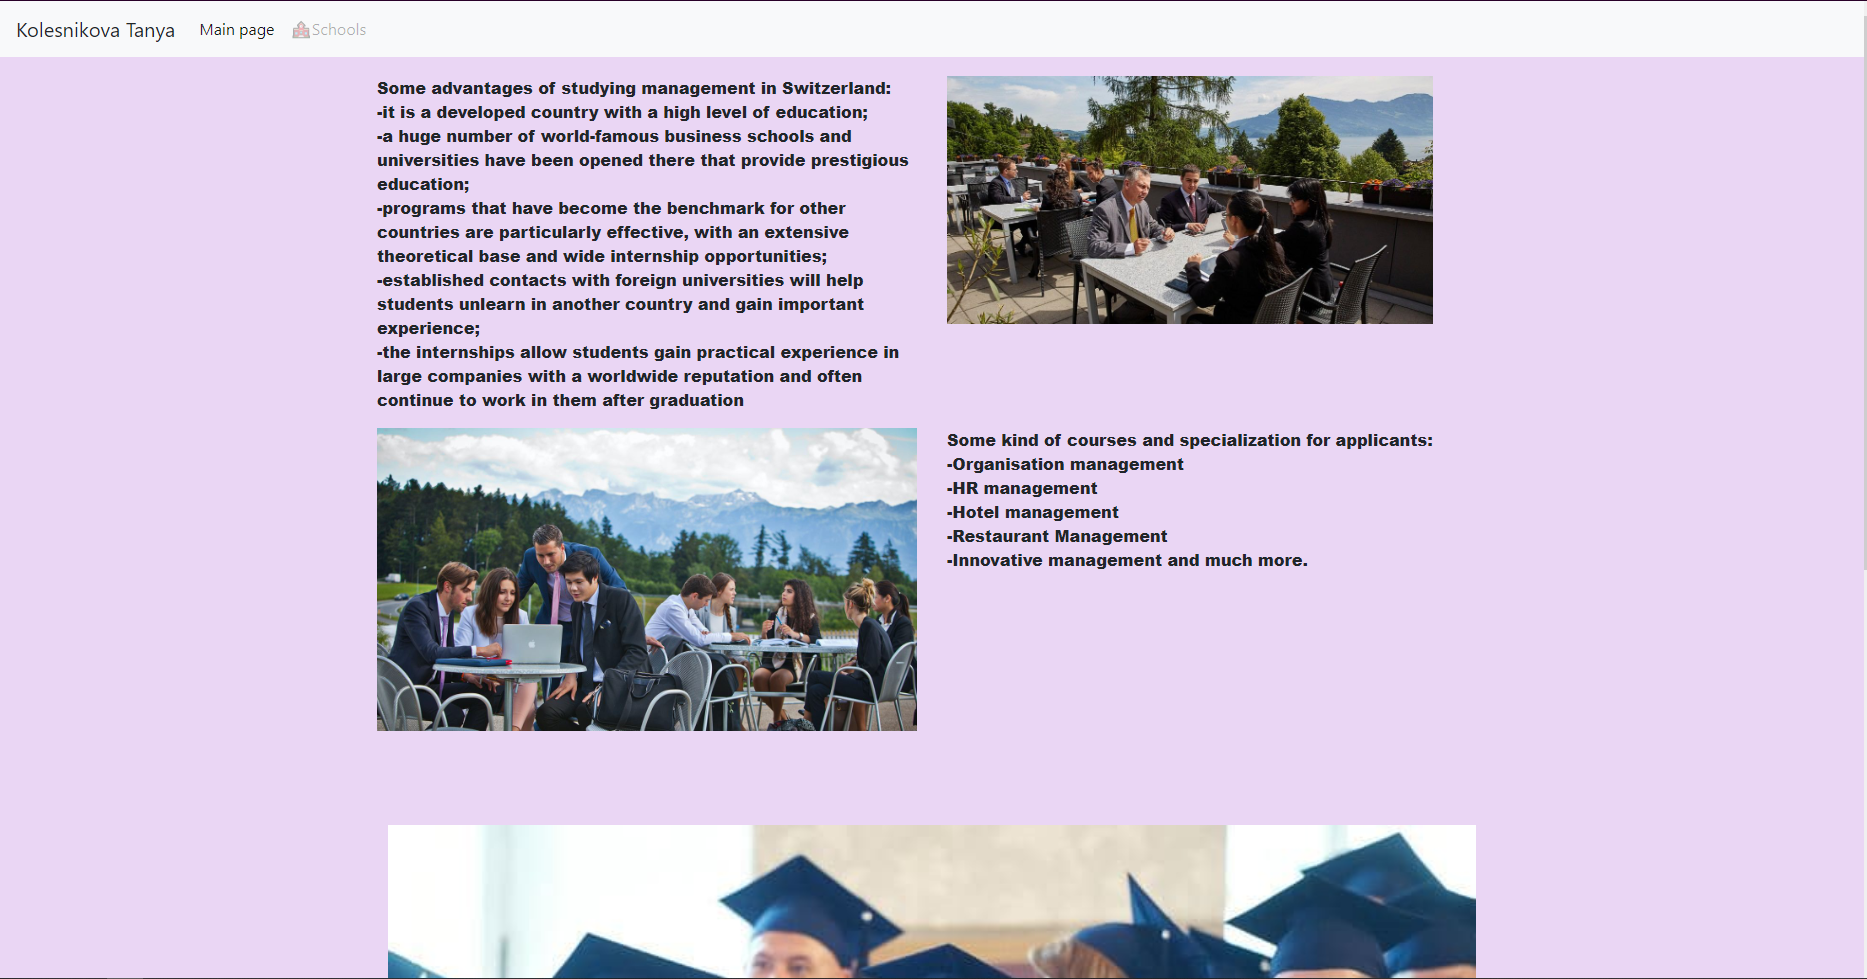 Kolesnikova Tanya Main page Schools
Some advantages of studying management in Switzerland:
-it is a developed country with a high level of education;
-a huge number of world-famous business schools and
universities have been opened there that provide prestigious
education;
-programs that have become the benchmark for other
countries are particularly effective, with an extensive
theoretical base and wide internship opportunities;
-established contacts with foreign universities will help
students unlearn in another country and gain important
experience;
-the internships allow students gain practical experience in
large companies with a worldwide reputation and often
continue to work in them after graduation
Some kind of courses and specialization for applicants:
-Organisation management
-HR management
-Hotel management
-Restaurant Management
-Innovative management and much more.